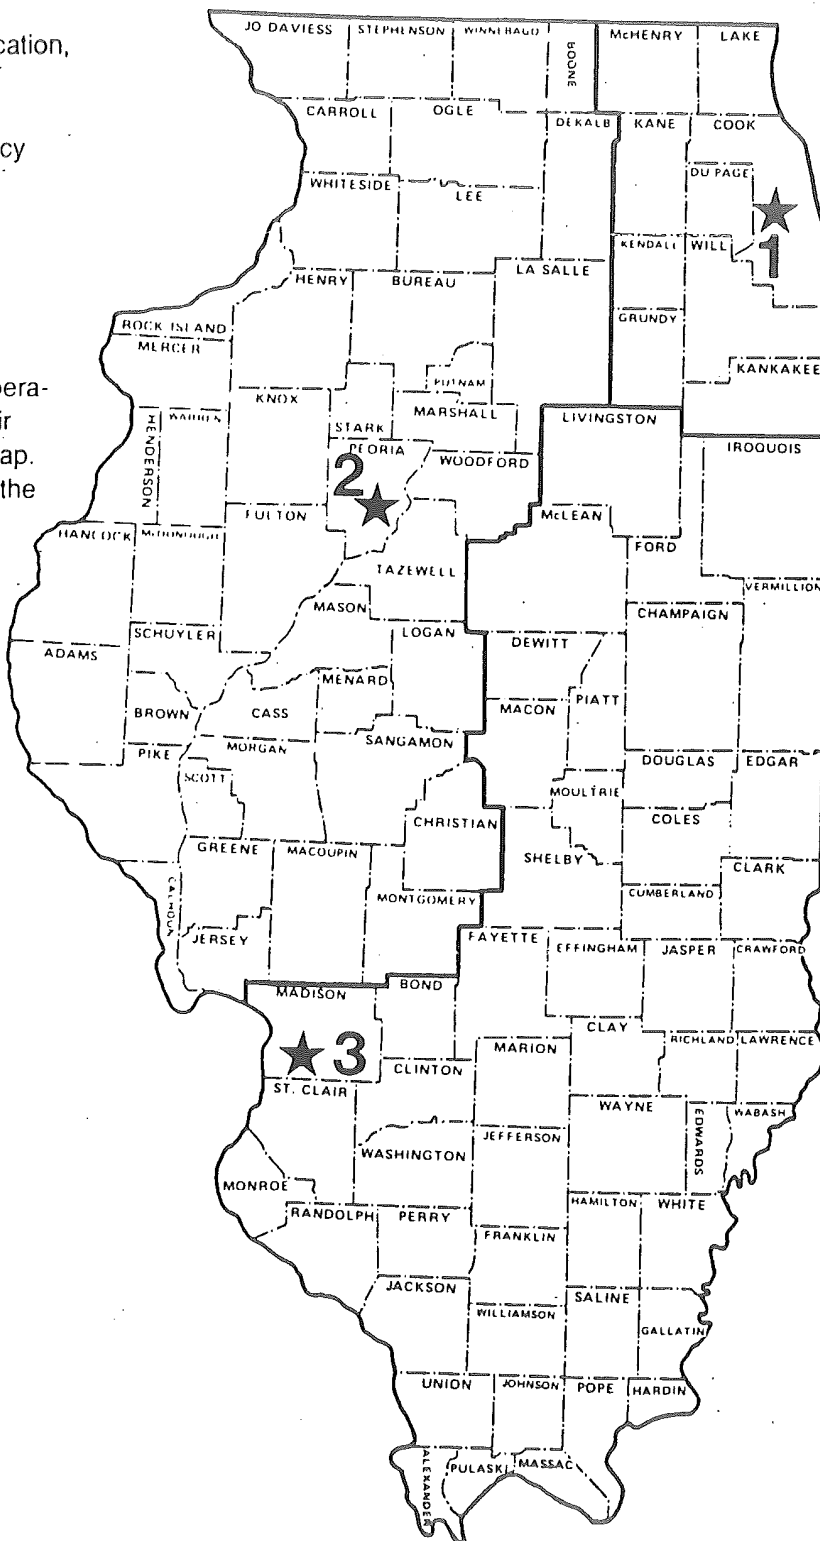 cation,
cy
pera-
ir
ap.
the
JO DAVIESS
STEPHENSON
WINNEBAGO
BOONE
McHENRY
LAKE
CARROLL
OGLE
DEKALB
KANE
COOK
DU PAGE
WHITESIDE
LEE
1
KENDALL
WILL
LA SALLE
HENRY
BUREAU
GRUNDY
ROCK ISLAND
MERCER
KANKAKEE
PUTNAM
KNOX
MARSHALL
LIVINGSTON
HENDERSON
WARREN
STARK
PEORIA
IROQUOIS
WOODFORD
2
FULTON
McLEAN
HANCOCK
McDONOUGH
FORD
TAZEWELL
VERMILLION
MASON
CHAMPAIGN
SCHUYLER
LOGAN
ADAMS
DEWITT
MENARD
PIATT
BROWN
CASS
MACON
PIKE
MORGAN
SANGAMON
DOUGLAS
EDGAR
SCOTT
MOULTRIE
CHRISTIAN
COLES
GREENE
MACOUPIN
SHELBY
CLARK
CALHOUN
MONTGOMERY
CUMBERLAND
JERSEY
FAYETTE
EFFINGHAM
JASPER
CRAWFORD
MADISON
BOND
CLAY
3
MARION
RICHLAND
LAWRENCE
CLINTON
ST. CLAIR
WAYNE
EDWARDS
WABASH
JEFFERSON
WASHINGTON
MONROE
RANDOLPH
PERRY
HAMILTON
WHITE
FRANKLIN
JACKSON
SALINE
WILLIAMSON
GALLATIN
UNION
JOHNSON
POPE
HARDIN
ALEXANDER
PULASKI
MASSAC